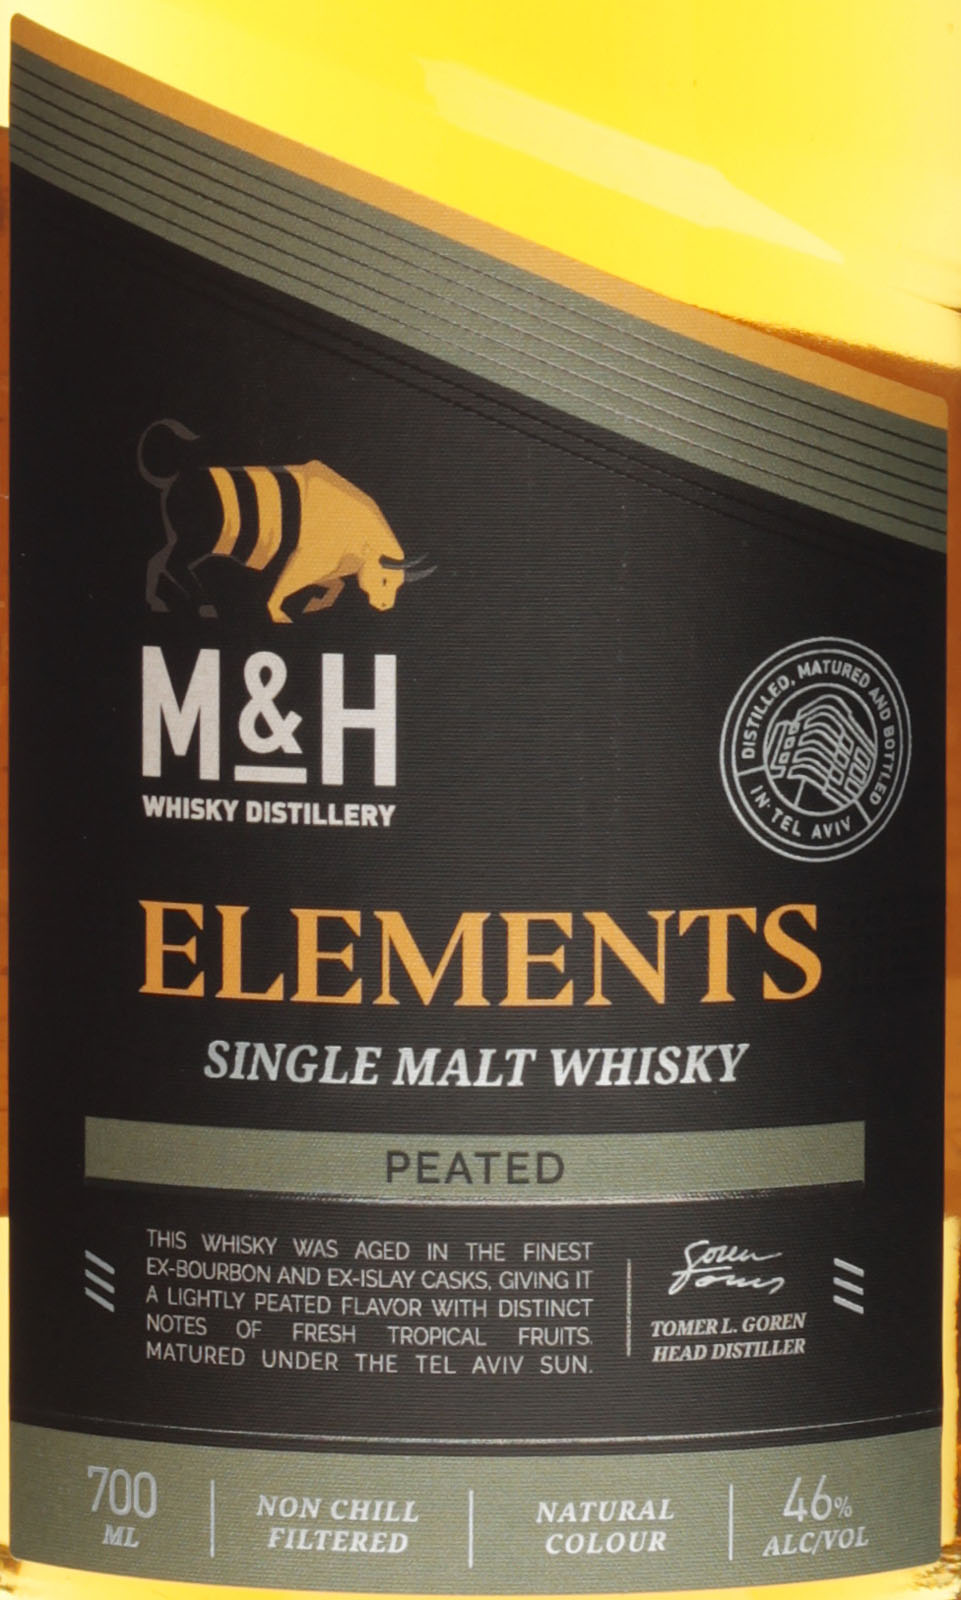 M&H
WHISKY DISTILLERY
DISTILLED, MATURED AND BOTTLED
IN TEL AVIV
ELEMENTS
SINGLE MALT WHISKY
PEATED
THIS WHISKY WAS AGED IN THE FINEST
EX-BOURBON AND EX-ISLAY CASKS, GIVING IT
A LIGHTLY PEATED FLAVOR WITH DISTINCT
NOTES OF FRESH TROPICAL FRUITS.
MATURED UNDER THE TEL AVIV SUN.
Goren
Tomer
TOMER L. GOREN
HEAD DISTILLER
700
ML
NON CHILL
FILTERED
NATURAL
COLOUR
46%
ALC/VOL